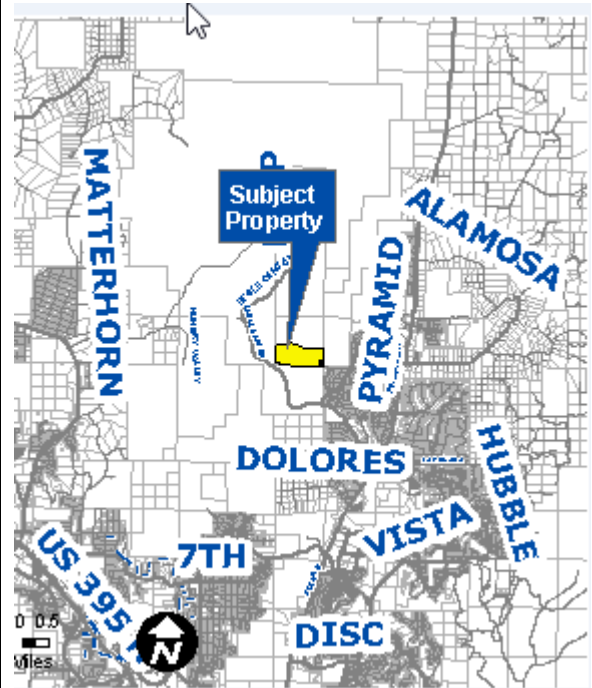 P
MATTERHORN
Subject
Property
ALAMOSA
PYRAMID
DOLORES
HUBBLE
VISTA
7TH
US 395
DISC
0 0.5
Miles
N